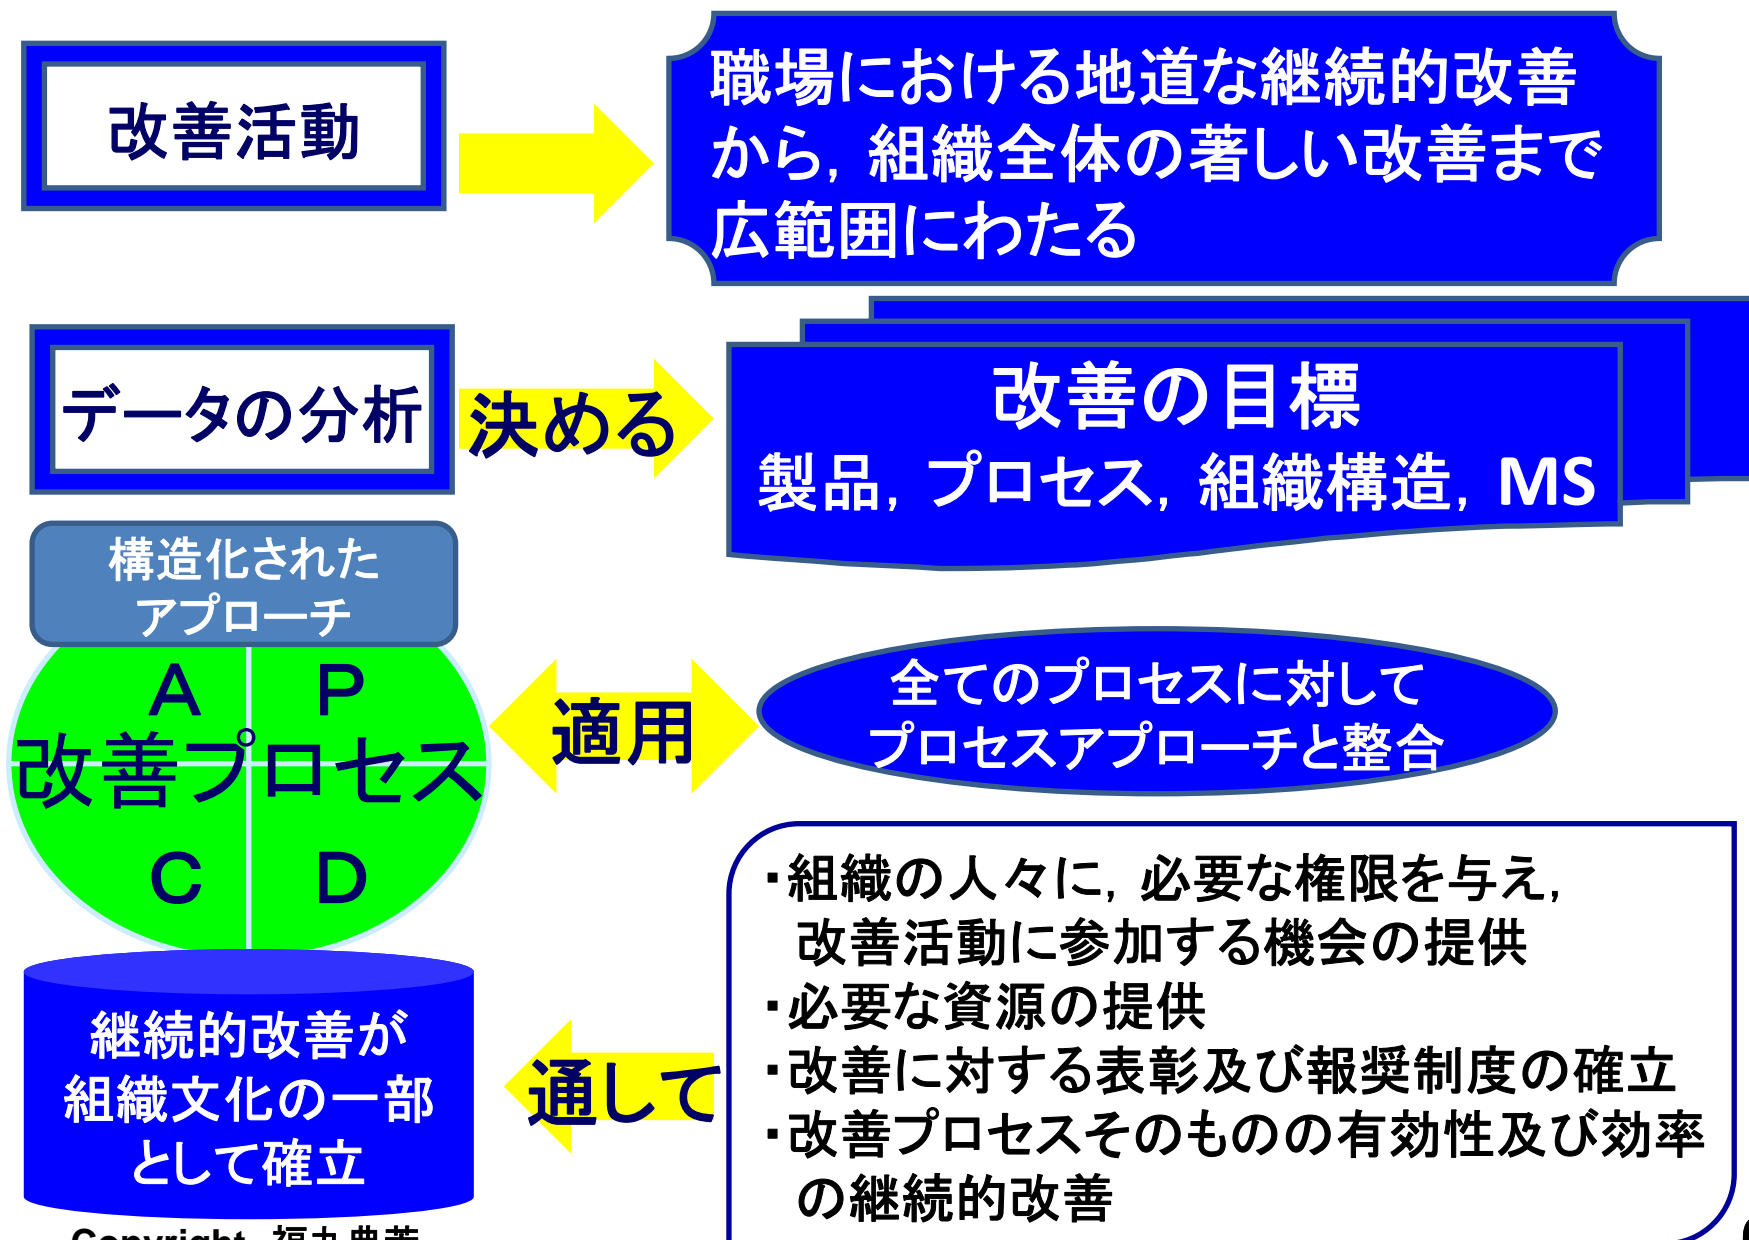 改善活動
職場における地道な継続的改善
から，組織全体の著しい改善まで
広範囲にわたる
データの分析
決める
改善の目標
製品，プロセス，組織構造，MS
構造化された
アプローチ
A P
改善プロセス
C D
適用
全てのプロセスに対して
プロセスアプローチと整合
継続的改善が
組織文化の一部
として確立
通して
・組織の人々に，必要な権限を与え，
改善活動に参加する機会の提供
・必要な資源の提供
・改善に対する表彰及び報奨制度の確立
・改善プロセスそのものの有効性及び効率
の継続的改善
Copyright